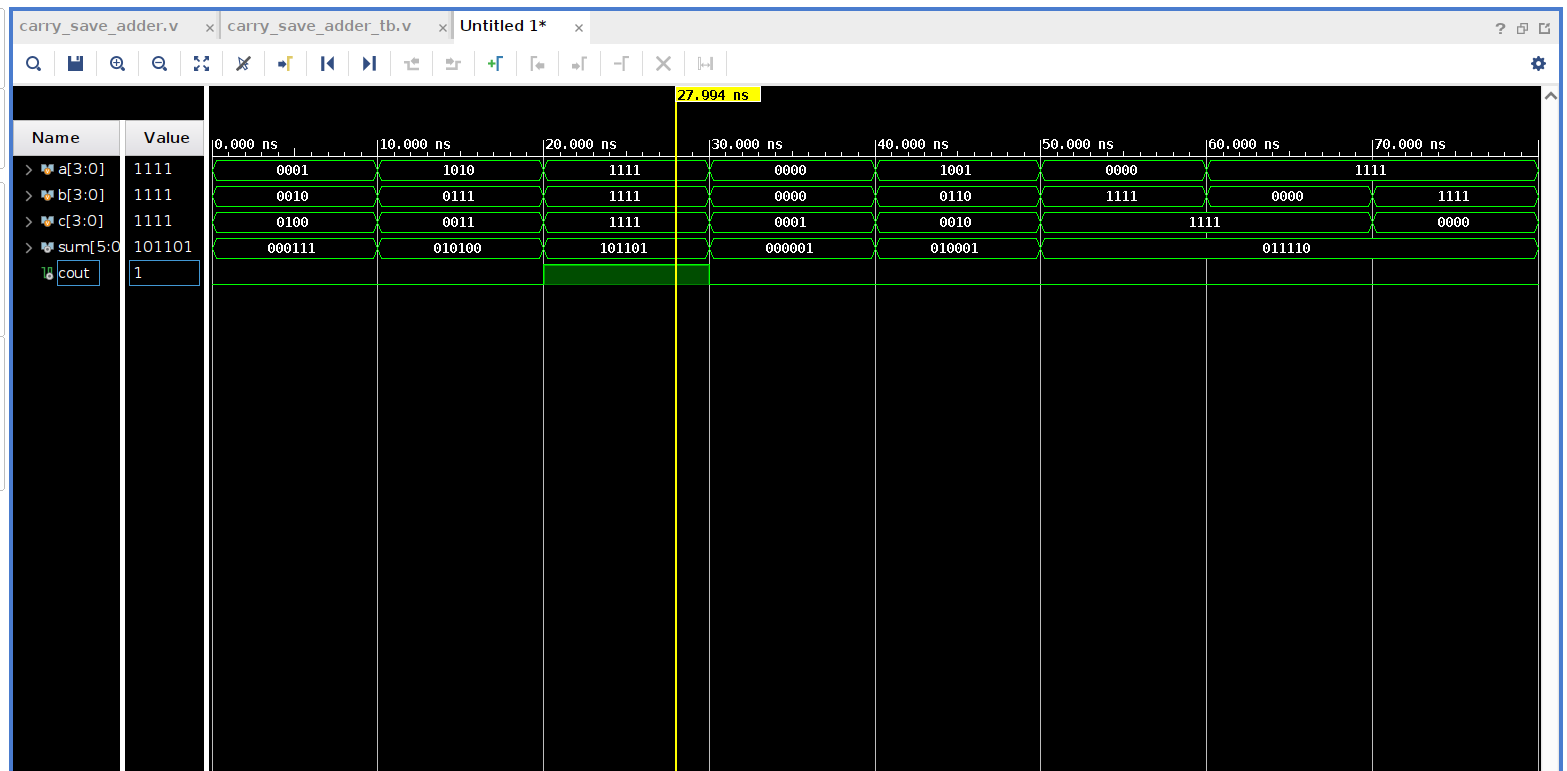 carry_save_adder.v × carry_save_adder_tb.v × Untitled 1* ×
?
27.994 ns
Name Value
0.000 ns 10.000 ns 20.000 ns 30.000 ns 40.000 ns 50.000 ns 60.000 ns 70.000 ns
a[3:0] 1111 0001 1010 1111 0000 1001 0000 1111
b[3:0] 1111 0010 0111 1111 0000 0110 1111 0000 1111
c[3:0] 1111 0100 0011 1111 0001 0010 1111 0000
sum[5:0 101101 000111 010100 101101 000001 010001 011110
cout 1